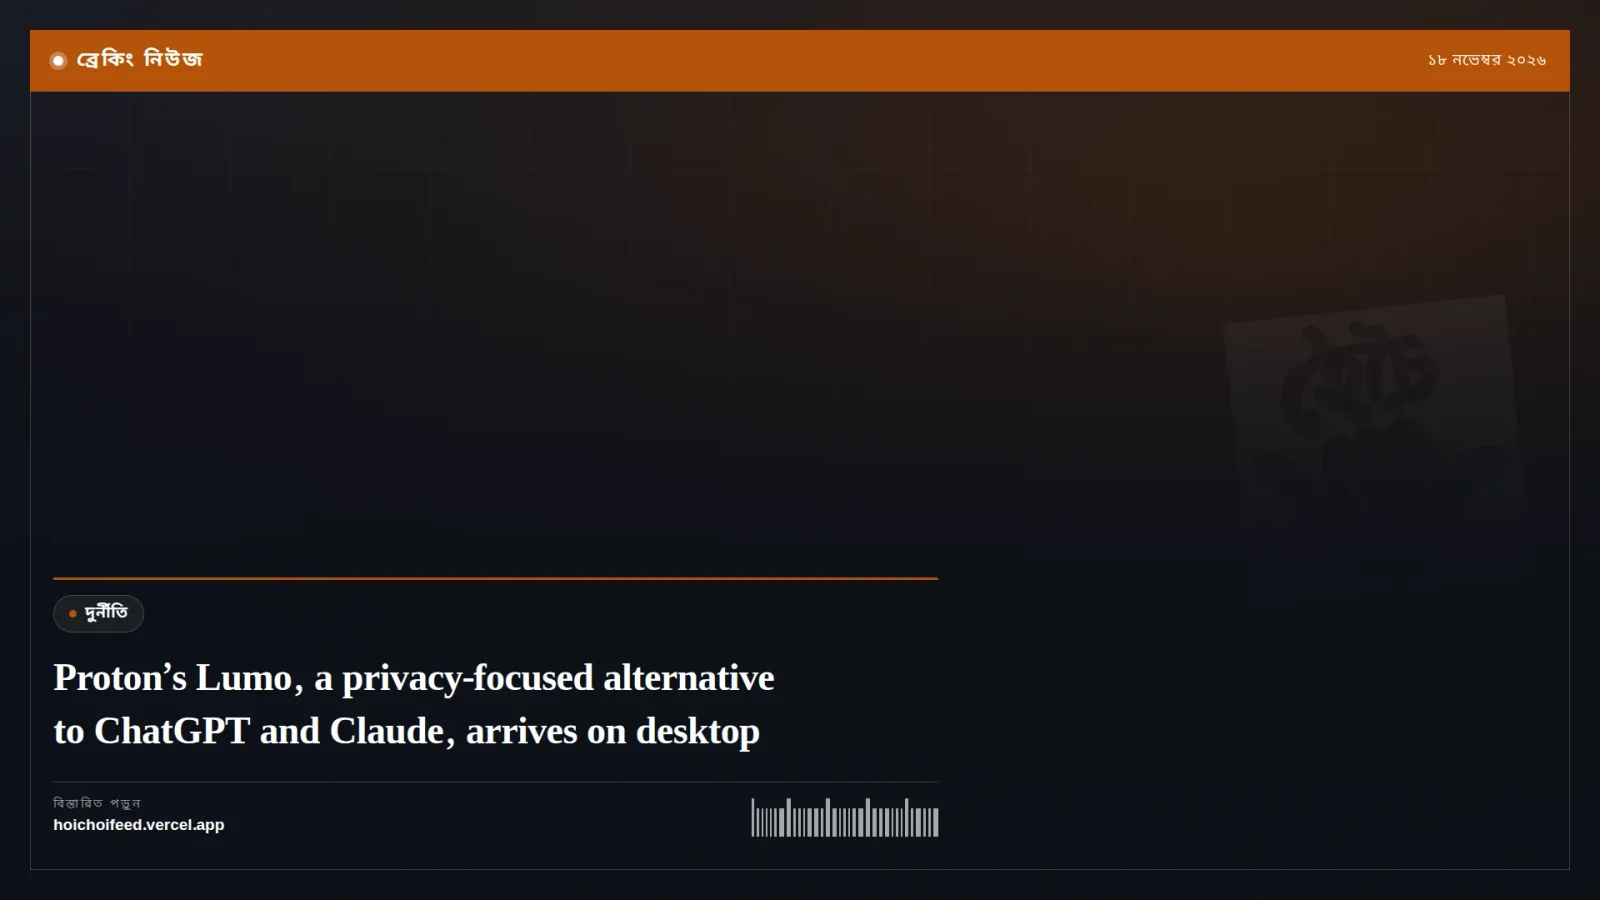 ব্রেকিং নিউজ
১৮ নভেম্বর ২০২৬
হৈচৈ
দুর্নীতি
Proton’s Lumo, a privacy-focused alternative
to ChatGPT and Claude, arrives on desktop
বিস্তারিত পড়ুন
hoichoifeed.vercel.app